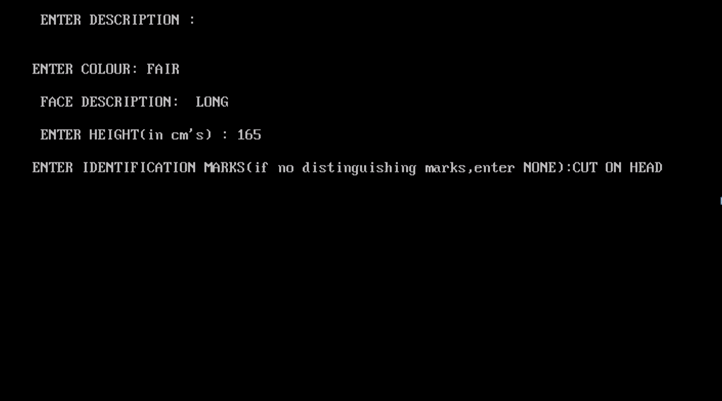 ENTER DESCRIPTION :
ENTER COLOUR: FAIR
FACE DESCRIPTION: LONG
ENTER HEIGHT(in cm's) : 165
ENTER IDENTIFICATION MARKS(if no distinguishing marks,enter NONE):CUT ON HEAD